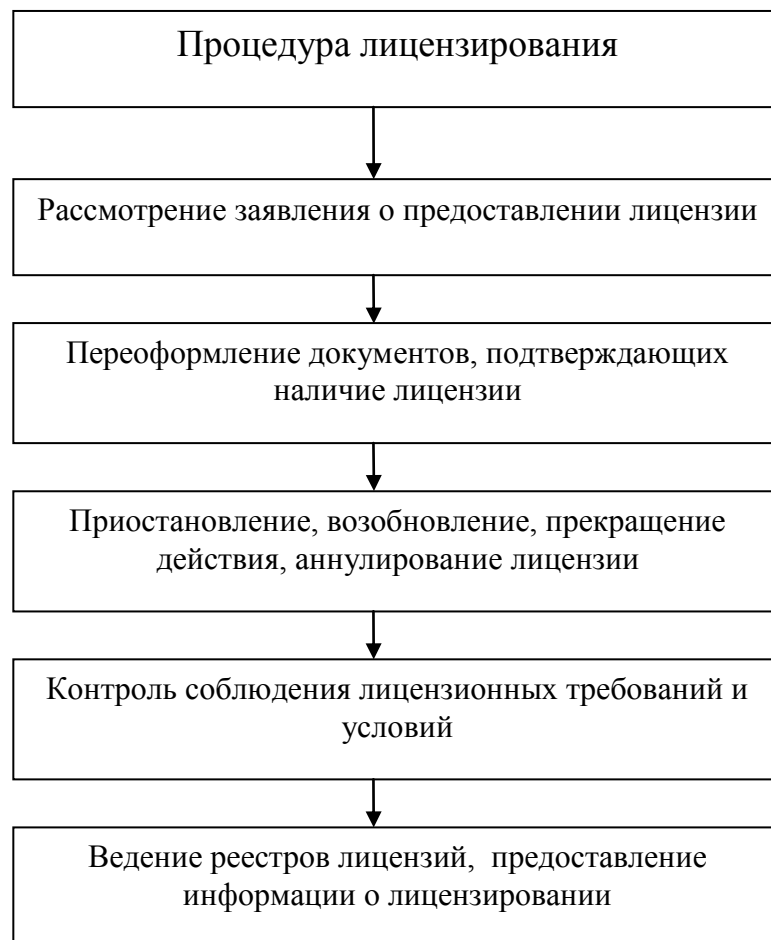 Процедура лицензирования
Рассмотрение заявления о предоставлении лицензии
Переоформление документов, подтверждающих
наличие лицензии
Приостановление, возобновление, прекращение
действия, аннулирование лицензии
Контроль соблюдения лицензионных требований и
условий
Ведение реестров лицензий,  предоставление
информации о лицензировании